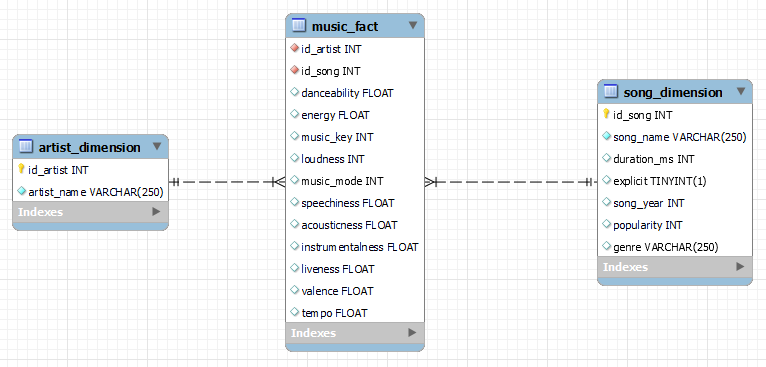 artist_dimension
id_artist INT
artist_name VARCHAR(250)
Indexes
music_fact
id_artist INT
id_song INT
danceability FLOAT
energy FLOAT
music_key INT
loudness INT
music_mode INT
speechiness FLOAT
acousticness FLOAT
instrumentalness FLOAT
liveness FLOAT
valence FLOAT
tempo FLOAT
Indexes
song_dimension
id_song INT
song_name VARCHAR(250)
duration_ms INT
explicit TINYINT(1)
song_year INT
popularity INT
genre VARCHAR(250)
Indexes